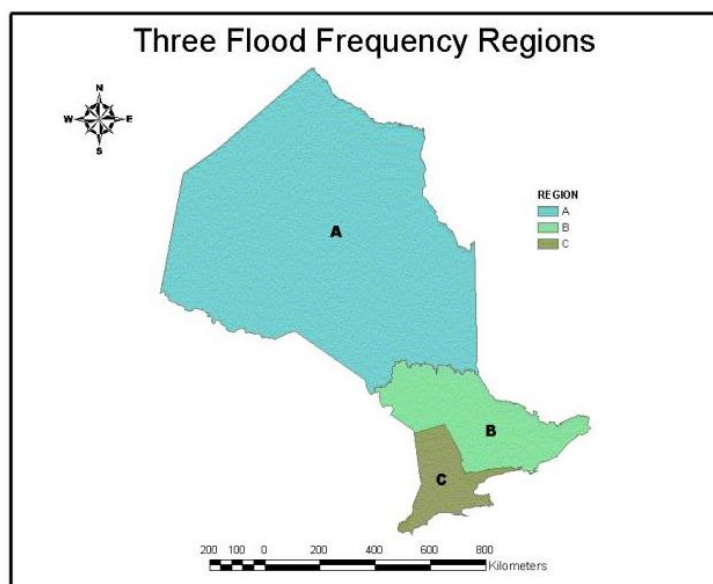 Three Flood Frequency Regions
N
W E
S
A
REGION
A
B
C
B
C
200 100 0 200 400 600 800
Kilometers